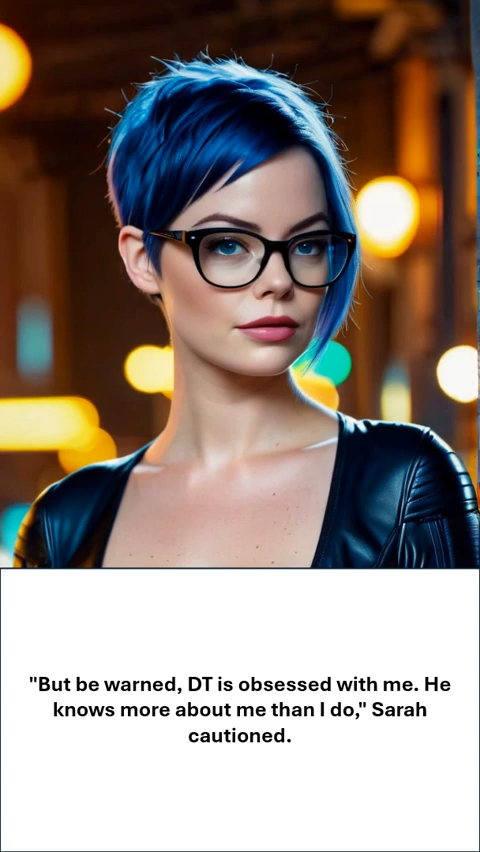 "But be warned, DT is obsessed with me. He
knows more about me than I do," Sarah
cautioned.